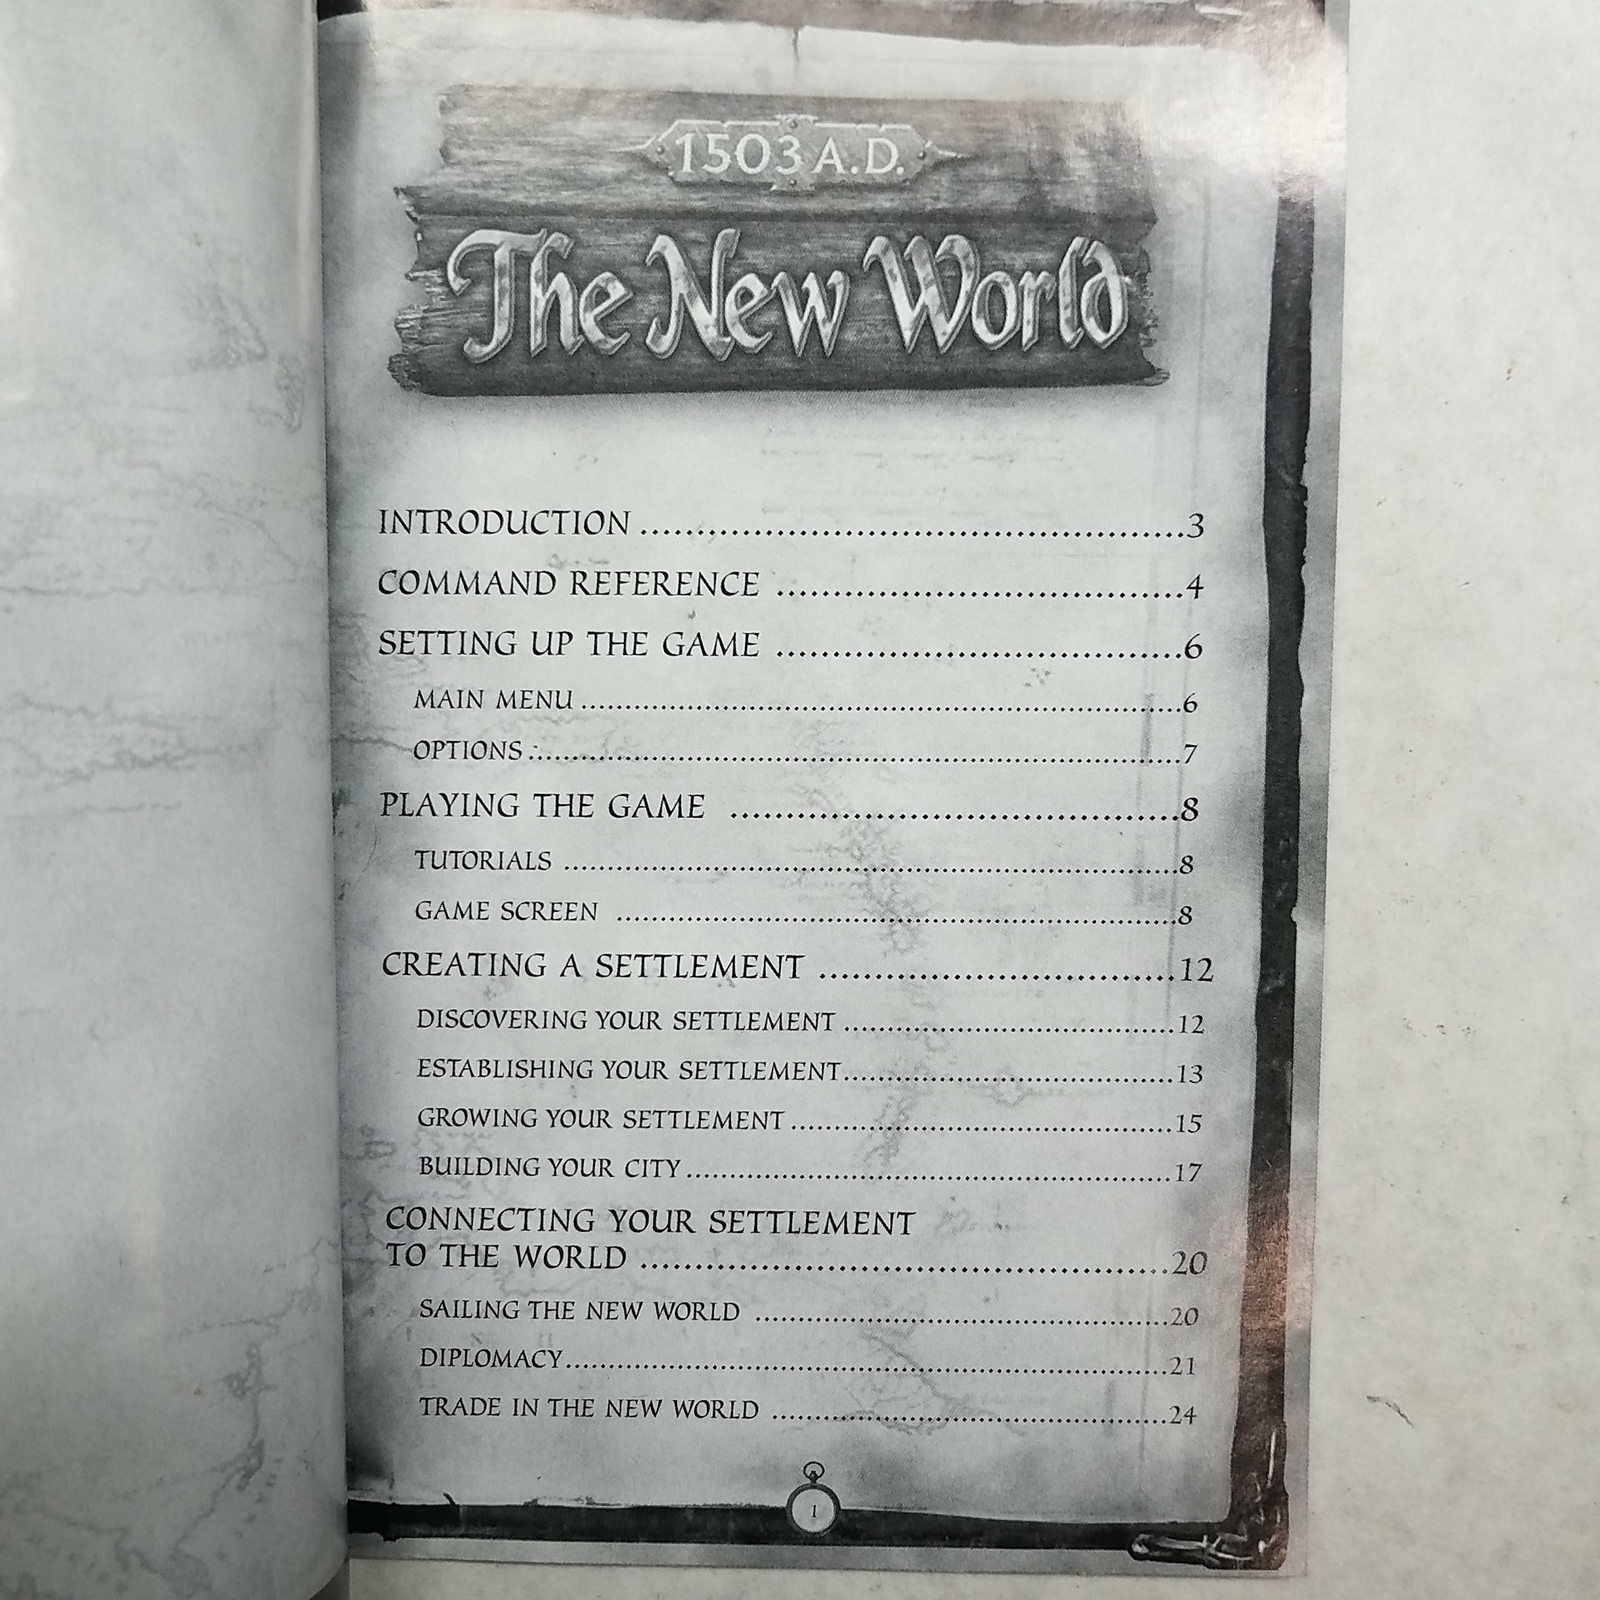 1503 A.D.
The New World
INTRODUCTION ........................................................3
COMMAND REFERENCE ..........................................4
SETTING UP THE GAME ..........................................6
MAIN MENU ........................................................6
OPTIONS ........................................................7
PLAYING THE GAME ..............................................8
TUTORIALS ........................................................8
GAME SCREEN ........................................................8
CREATING A SETTLEMENT ......................................12
DISCOVERING YOUR SETTLEMENT ......................................12
ESTABLISHING YOUR SETTLEMENT......................................13
GROWING YOUR SETTLEMENT ............................................15
BUILDING YOUR CITY........................................................17
CONNECTING YOUR SETTLEMENT
TO THE WORLD ........................................................20
SAILING THE NEW WORLD ................................................20
DIPLOMACY........................................................21
TRADE IN THE NEW WORLD ..............................................24
1